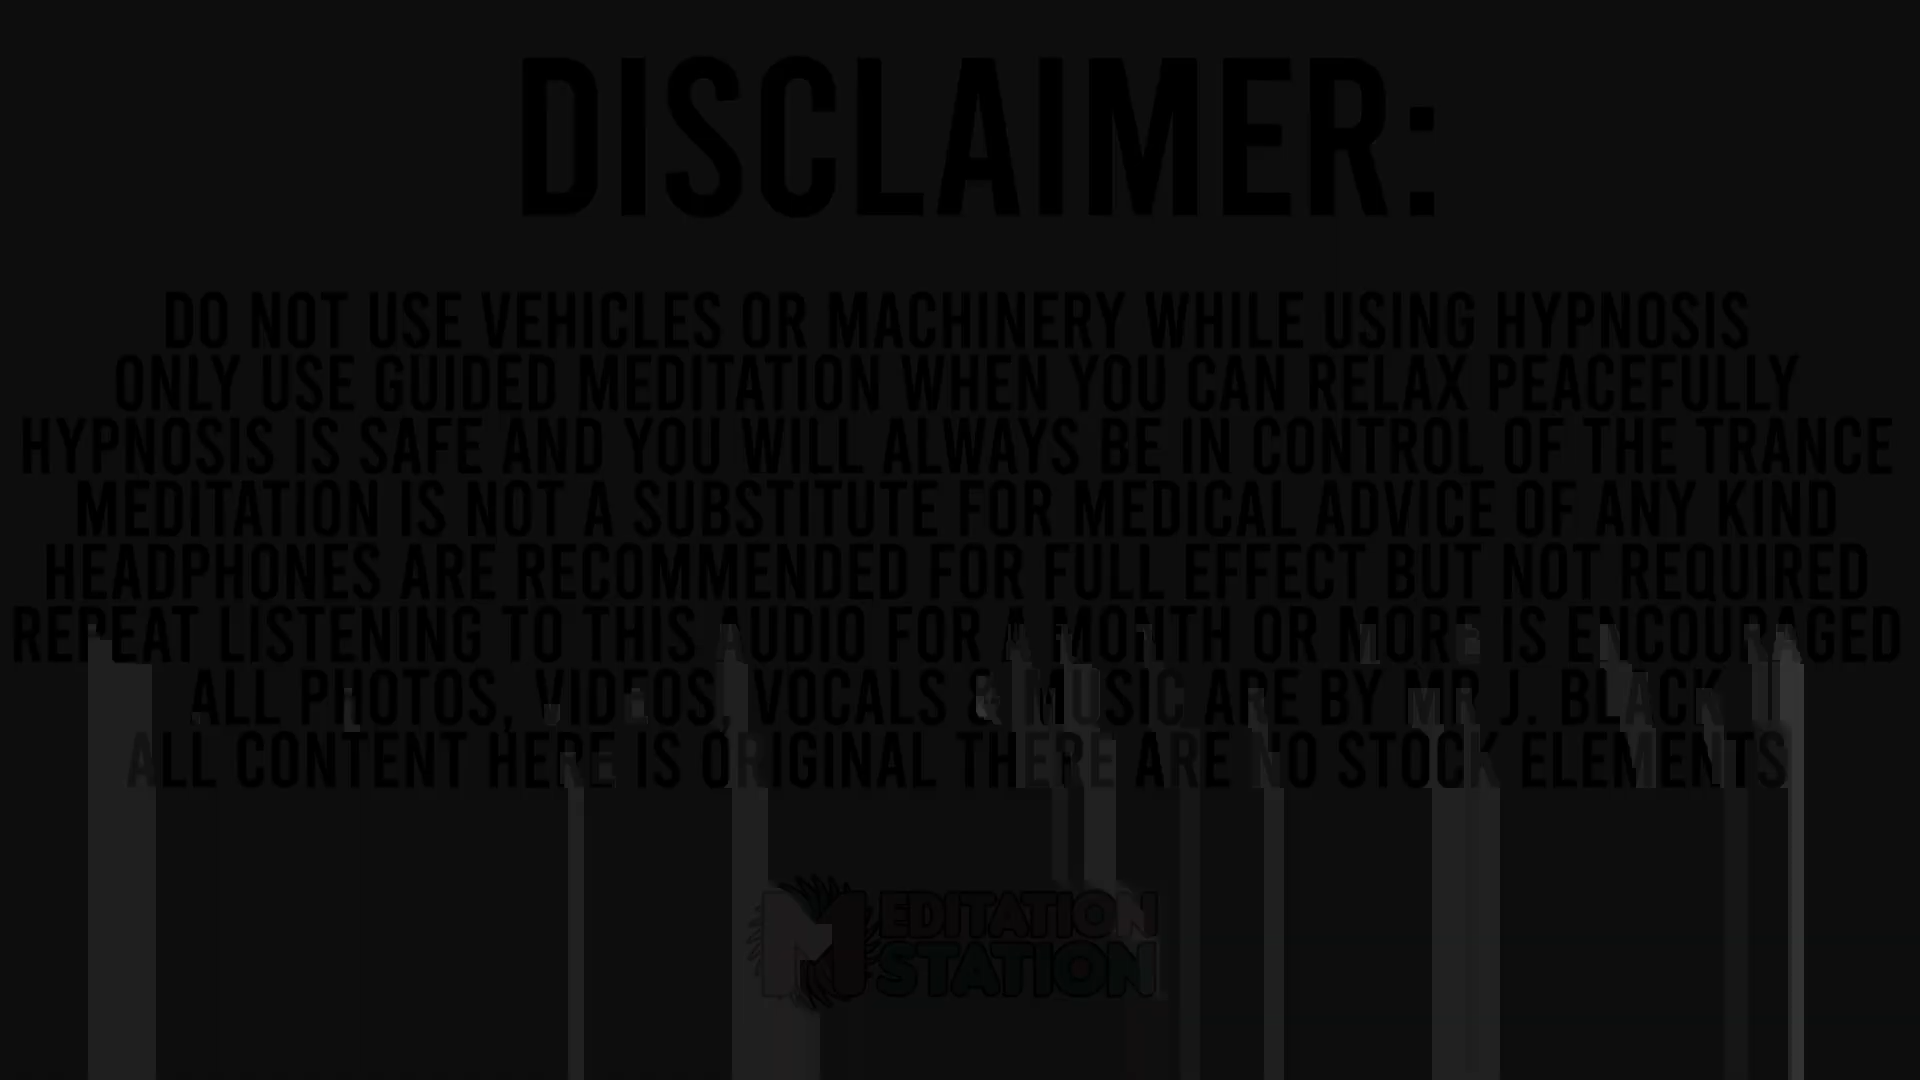 DISCLAIMER:
DO NOT USE VEHICLES OR MACHINERY WHILE USING HYPNOSIS
ONLY USE GUIDED MEDITATION WHEN YOU CAN RELAX PEACEFULLY
HYPNOSIS IS SAFE AND YOU WILL ALWAYS BE IN CONTROL OF THE TRANCE
MEDITATION IS NOT A SUBSTITUTE FOR MEDICAL ADVICE OF ANY KIND
HEADPHONES ARE RECOMMENDED FOR FULL EFFECT BUT NOT REQUIRED
REPEAT LISTENING TO THIS AUDIO FOR A MONTH OR MORE IS ENCOURAGED
ALL PHOTOS, VIDEOS, VOCALS & MUSIC ARE BY MR J. BLACK
ALL CONTENT HERE IS ORIGINAL THERE ARE NO STOCK ELEMENTS
MEDITATION
STATION